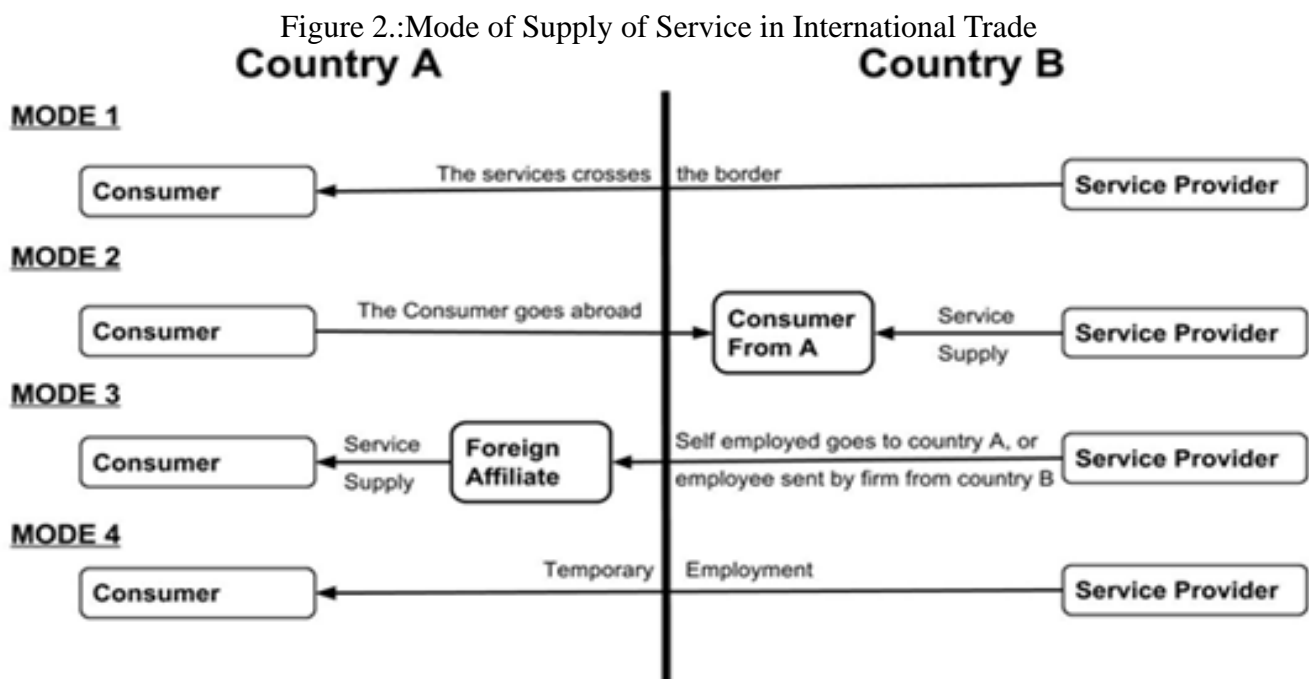 Figure 2.:Mode of Supply of Service in International Trade
Country A
Country B
MODE 1
Consumer
The services crosses the border
Service Provider
MODE 2
Consumer
The Consumer goes abroad
Consumer
From A
Service
Supply
Service Provider
MODE 3
Consumer
Service
Supply
Foreign
Affiliate
Self employed goes to country A, or
employee sent by firm from country B
Service Provider
MODE 4
Consumer
Temporary Employment
Service Provider